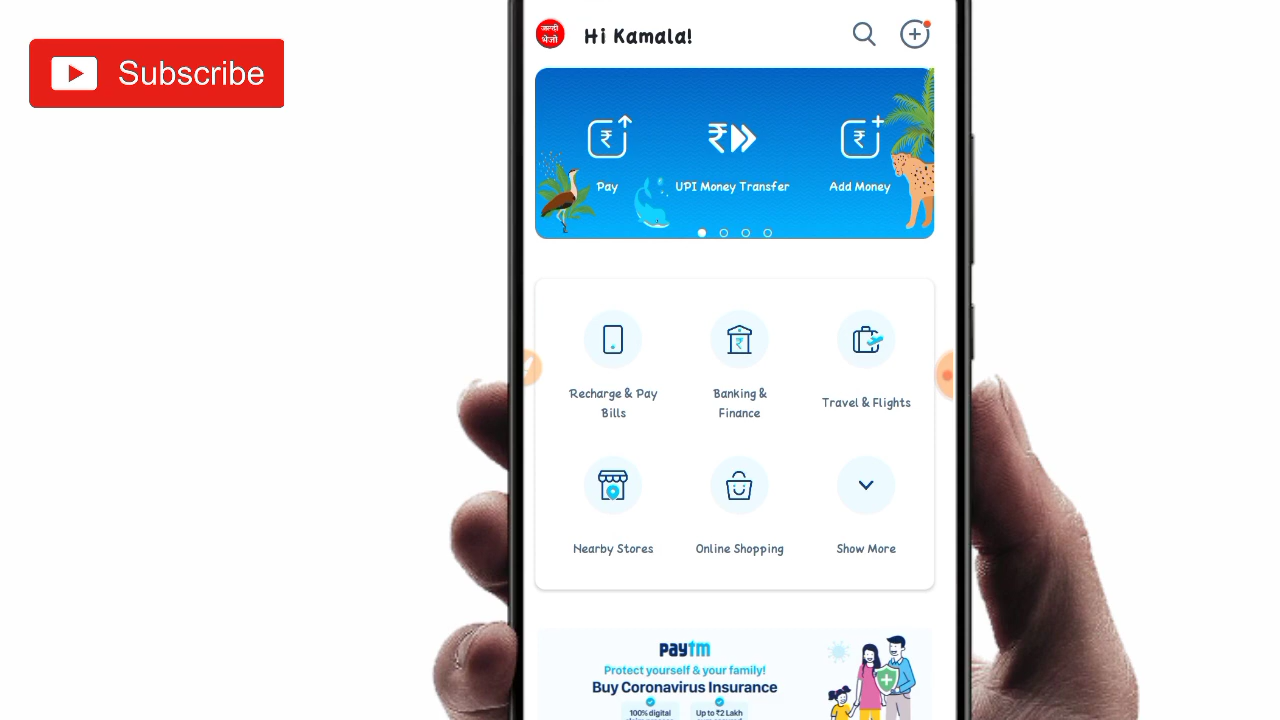 Subscribe
जल्दी
भेजो
Hi Kamala!
Pay
UPI Money Transfer
Add Money
Recharge & Pay
Bills
Banking &
Finance
Travel & Flights
Nearby Stores
Online Shopping
Show More
paytm
Protect yourself & your family!
Buy Coronavirus Insurance
100% digital
Up to ₹2 Lakh